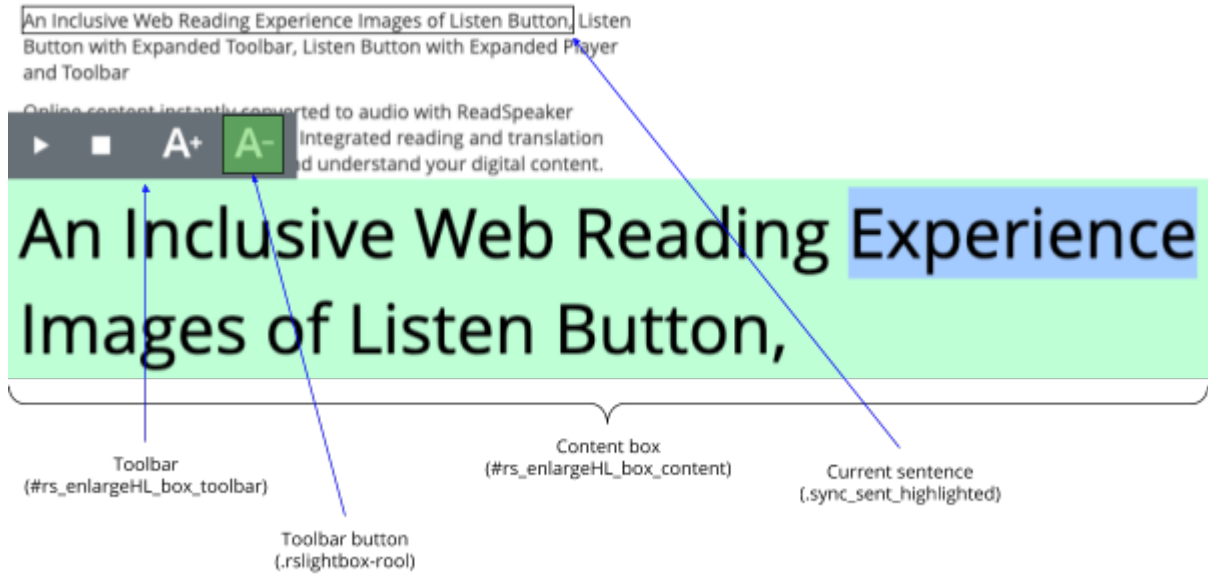 An Inclusive Web Reading Experience Images of Listen Button, Listen
Button with Expanded Toolbar, Listen Button with Expanded Player
and Toolbar
Online content instantly converted to audio with ReadSpeaker
Integrated reading and translation
understand your digital content.
A+ A-
An Inclusive Web Reading Experience
Images of Listen Button,
Toolbar
(#rs_enlargeHL_box_toolbar)
Content box
(#rs_enlargeHL_box_content)
Current sentence
(.sync_sent_highlighted)
Toolbar button
(.rslightbox-rool)